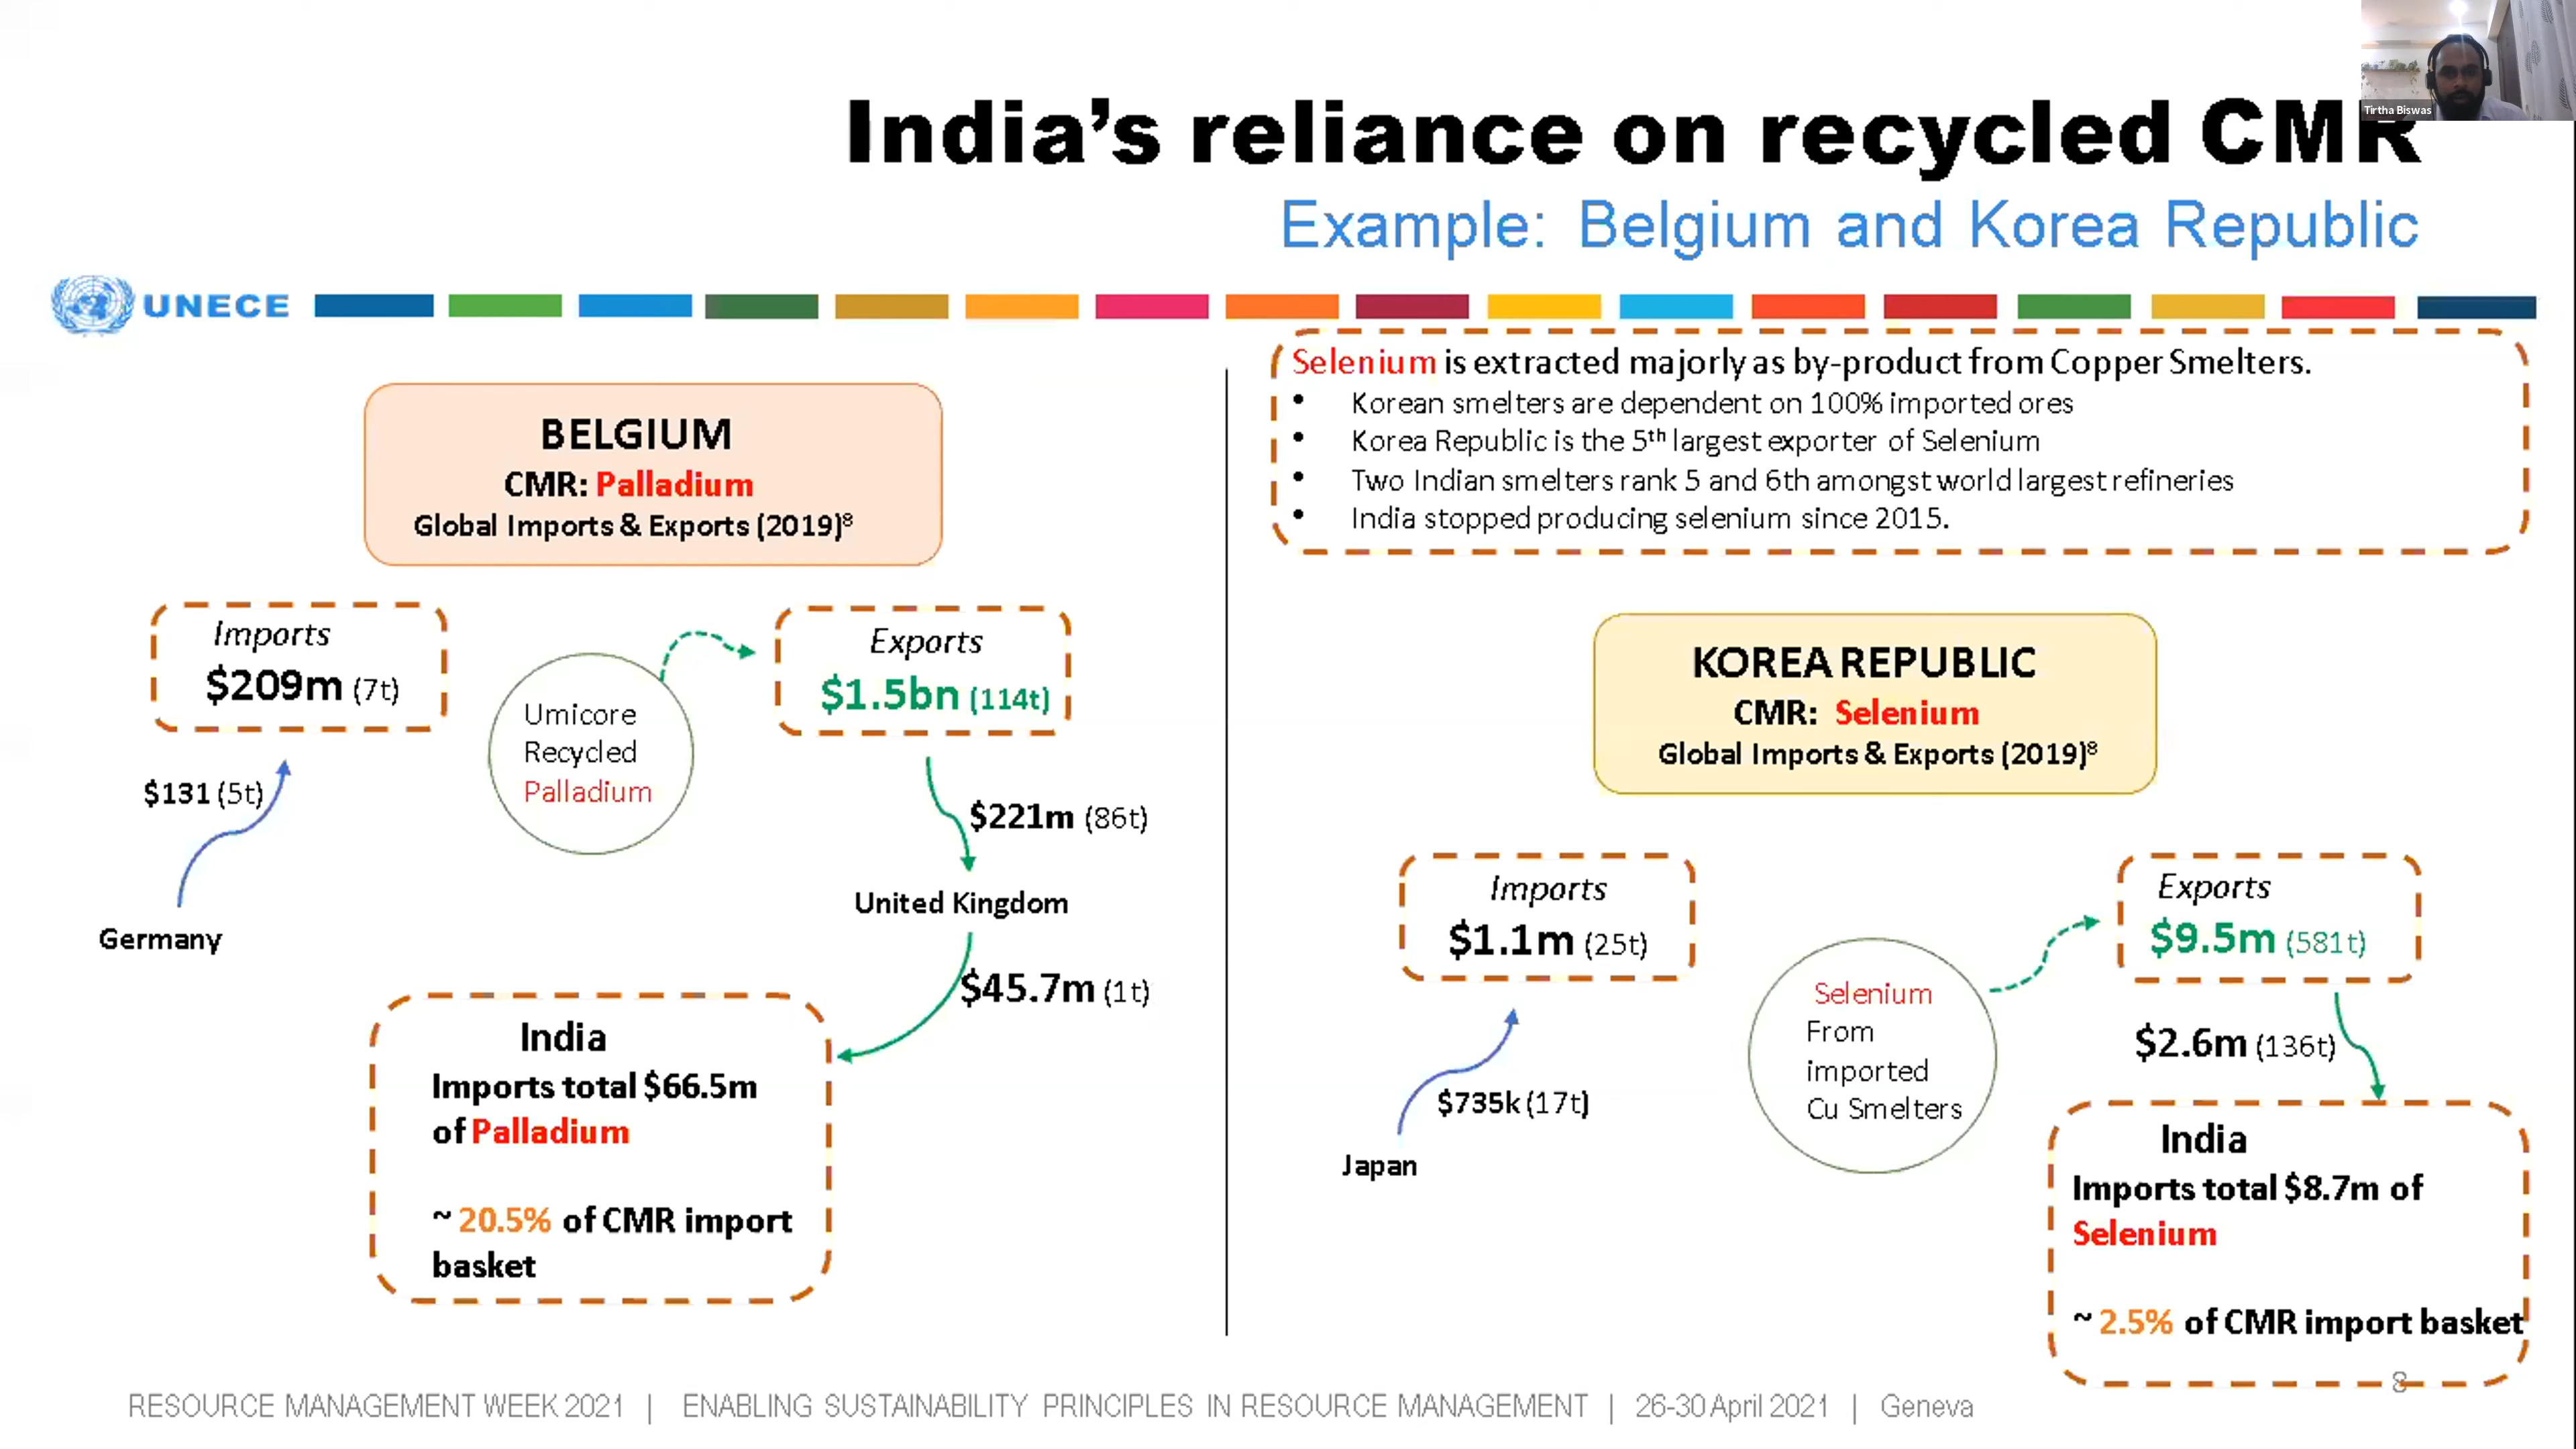 Tirtha Biswas
India’s reliance on recycled CMR
Example: Belgium and Korea Republic
UNECE
BELGIUM
CMR: Palladium
Global Imports & Exports (2019)⁸
Imports
$209m (7t)
$131 (5t)
Germany
Umicore
Recycled
Palladium
Exports
$1.5bn (114t)
$221m (86t)
United Kingdom
$45.7m (1t)
India
Imports total $66.5m
of Palladium
~ 20.5% of CMR import
basket
Selenium is extracted majorly as by-product from Copper Smelters.
• Korean smelters are dependent on 100% imported ores
• Korea Republic is the 5ᵗʰ largest exporter of Selenium
• Two Indian smelters rank 5 and 6th amongst world largest refineries
• India stopped producing selenium since 2015.
KOREA REPUBLIC
CMR: Selenium
Global Imports & Exports (2019)⁸
Imports
$1.1m (25t)
$735k (17t)
Japan
Selenium
From
imported
Cu Smelters
Exports
$9.5m (581t)
$2.6m (136t)
India
Imports total $8.7m of
Selenium
~ 2.5% of CMR import basket
8
RESOURCE MANAGEMENT WEEK 2021 | ENABLING SUSTAINABILITY PRINCIPLES IN RESOURCE MANAGEMENT | 26-30 April 2021 | Geneva